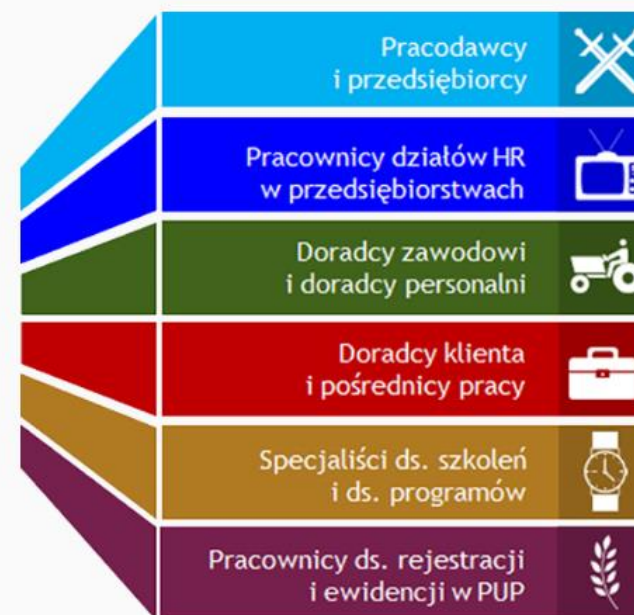 Pracodawcy
i przedsiębiorcy
Pracownicy działów HR
w przedsiębiorstwach
Doradcy zawodowi
i doradcy personalni
Doradcy klienta
i pośrednicy pracy
Specjaliści ds. szkoleń
i ds. programów
Pracownicy ds. rejestracji
i ewidencji w PUP